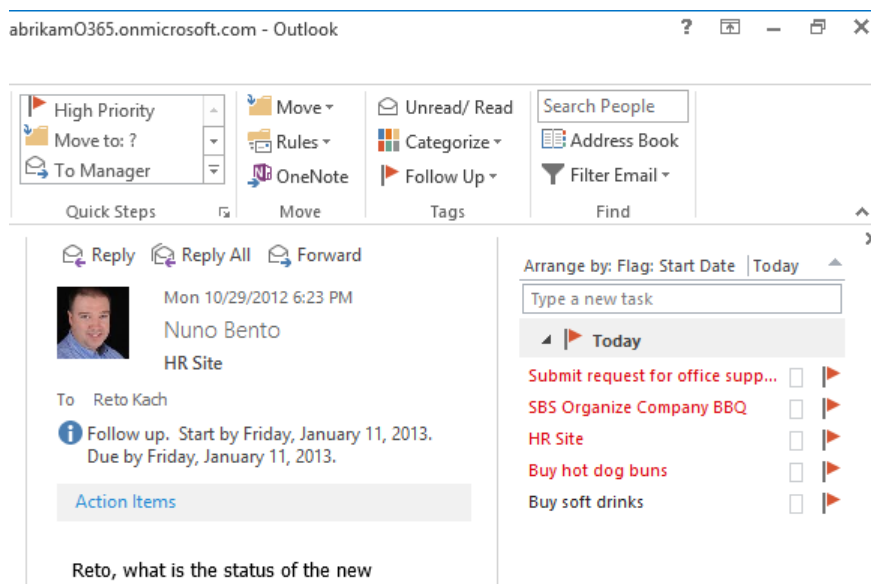 abrikamO365.onmicrosoft.com - Outlook
?
High Priority
Move to: ?
To Manager
Quick Steps
Move
Rules
OneNote
Move
Unread/ Read
Categorize
Follow Up
Tags
Search People
Address Book
Filter Email
Find
Reply Reply All Forward
Mon 10/29/2012 6:23 PM
Nuno Bento
HR Site
To Reto Kach
Follow up. Start by Friday, January 11, 2013.
Due by Friday, January 11, 2013.
Action Items
Reto, what is the status of the new
Arrange by: Flag: Start Date Today
Type a new task
Today
Submit request for office supp...
SBS Organize Company BBQ
HR Site
Buy hot dog buns
Buy soft drinks